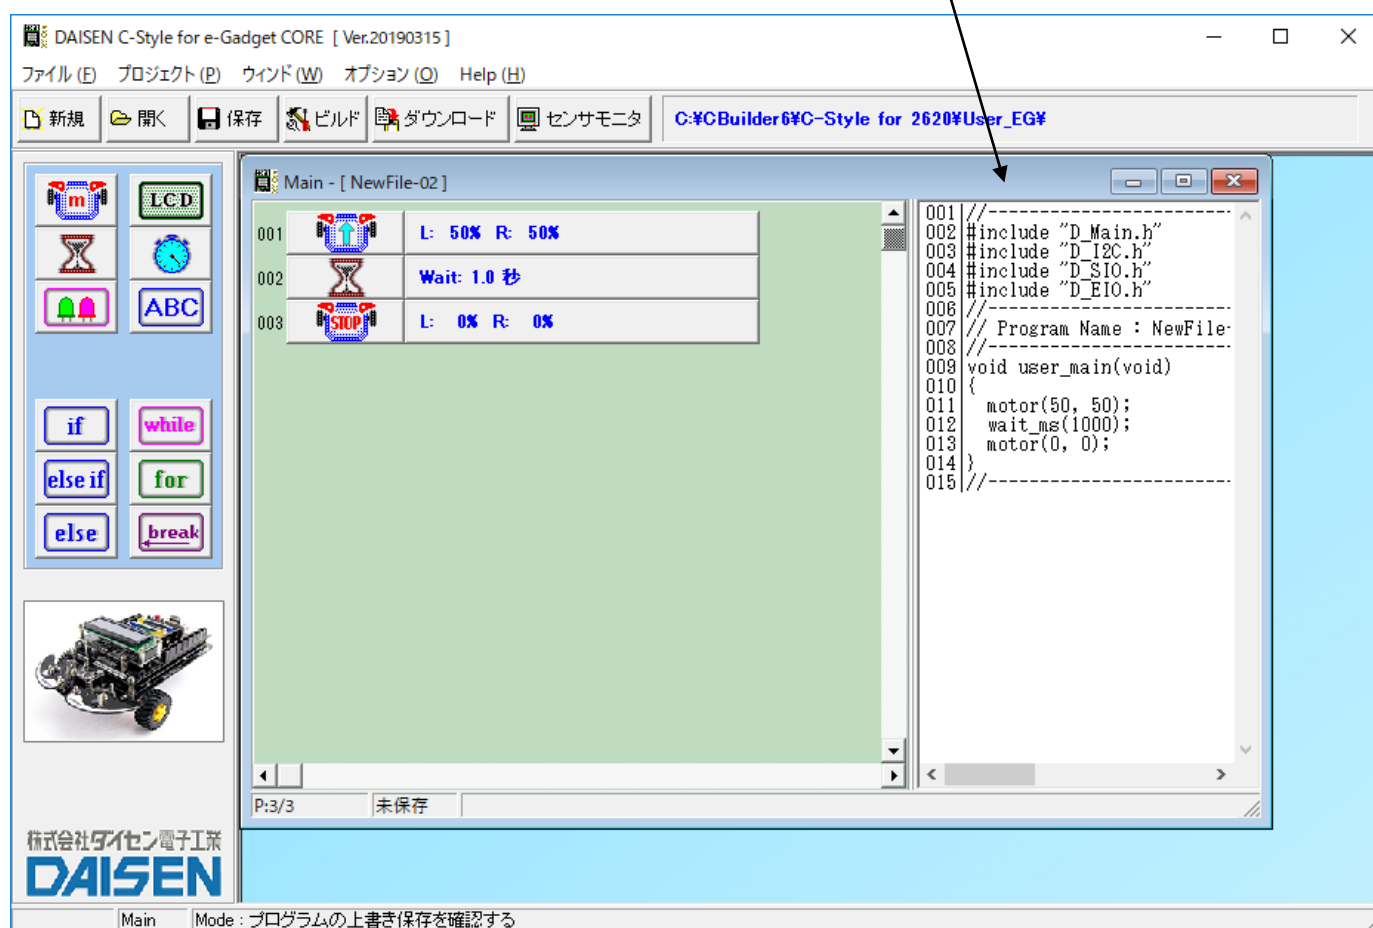 DAISEN C-Style for e-Gadget CORE [ Ver.20190315 ]
ファイル (F) プロジェクト (P) ウィンド (W) オプション (O) Help (H)
新規 開く 保存 ビルド ダウンロード センサモニタ C:¥CBuilder6¥C-Style for 2620¥User_EG¥
m LCD
ABC
if while
else if for
else break
株式会社ダイセン電子工業
DAISEN
Main - [ NewFile-02 ]
001 L: 50% R: 50%
002 Wait: 1.0 秒
003 STOP L: 0% R: 0%
P:3/3 未保存
001 //------------------------
002 #include "D_Main.h"
003 #include "D_I2C.h"
004 #include "D_SIO.h"
005 #include "D_EIO.h"
006 //------------------------
007 // Program Name : NewFile-
008 //------------------------
009 void user_main(void)
010 {
011 motor(50, 50);
012 wait_ms(1000);
013 motor(0, 0);
014 }
015 //------------------------
Main Mode : プログラムの上書き保存を確認する